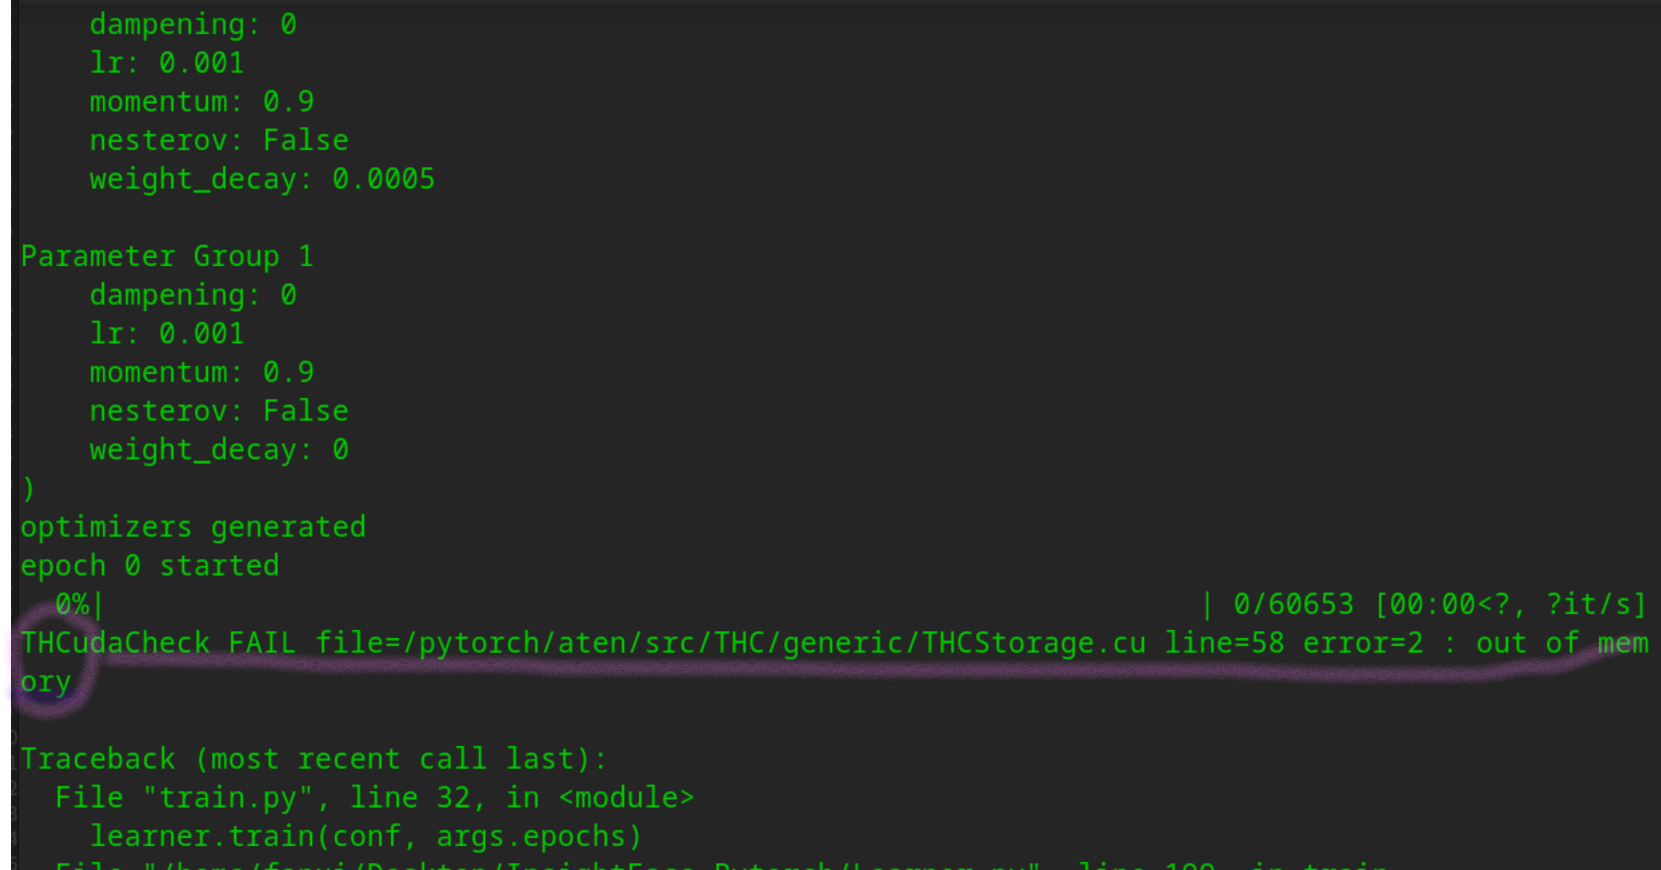 dampening: 0
lr: 0.001
momentum: 0.9
nesterov: False
weight_decay: 0.0005
Parameter Group 1
dampening: 0
lr: 0.001
momentum: 0.9
nesterov: False
weight_decay: 0
)
optimizers generated
epoch 0 started
0%| | 0/60653 [00:00<?, ?it/s]
THCudaCheck FAIL file=/pytorch/aten/src/THC/generic/THCStorage.cu line=58 error=2 : out of mem
ory
Traceback (most recent call last):
File "train.py", line 32, in <module>
learner.train(conf, args.epochs)